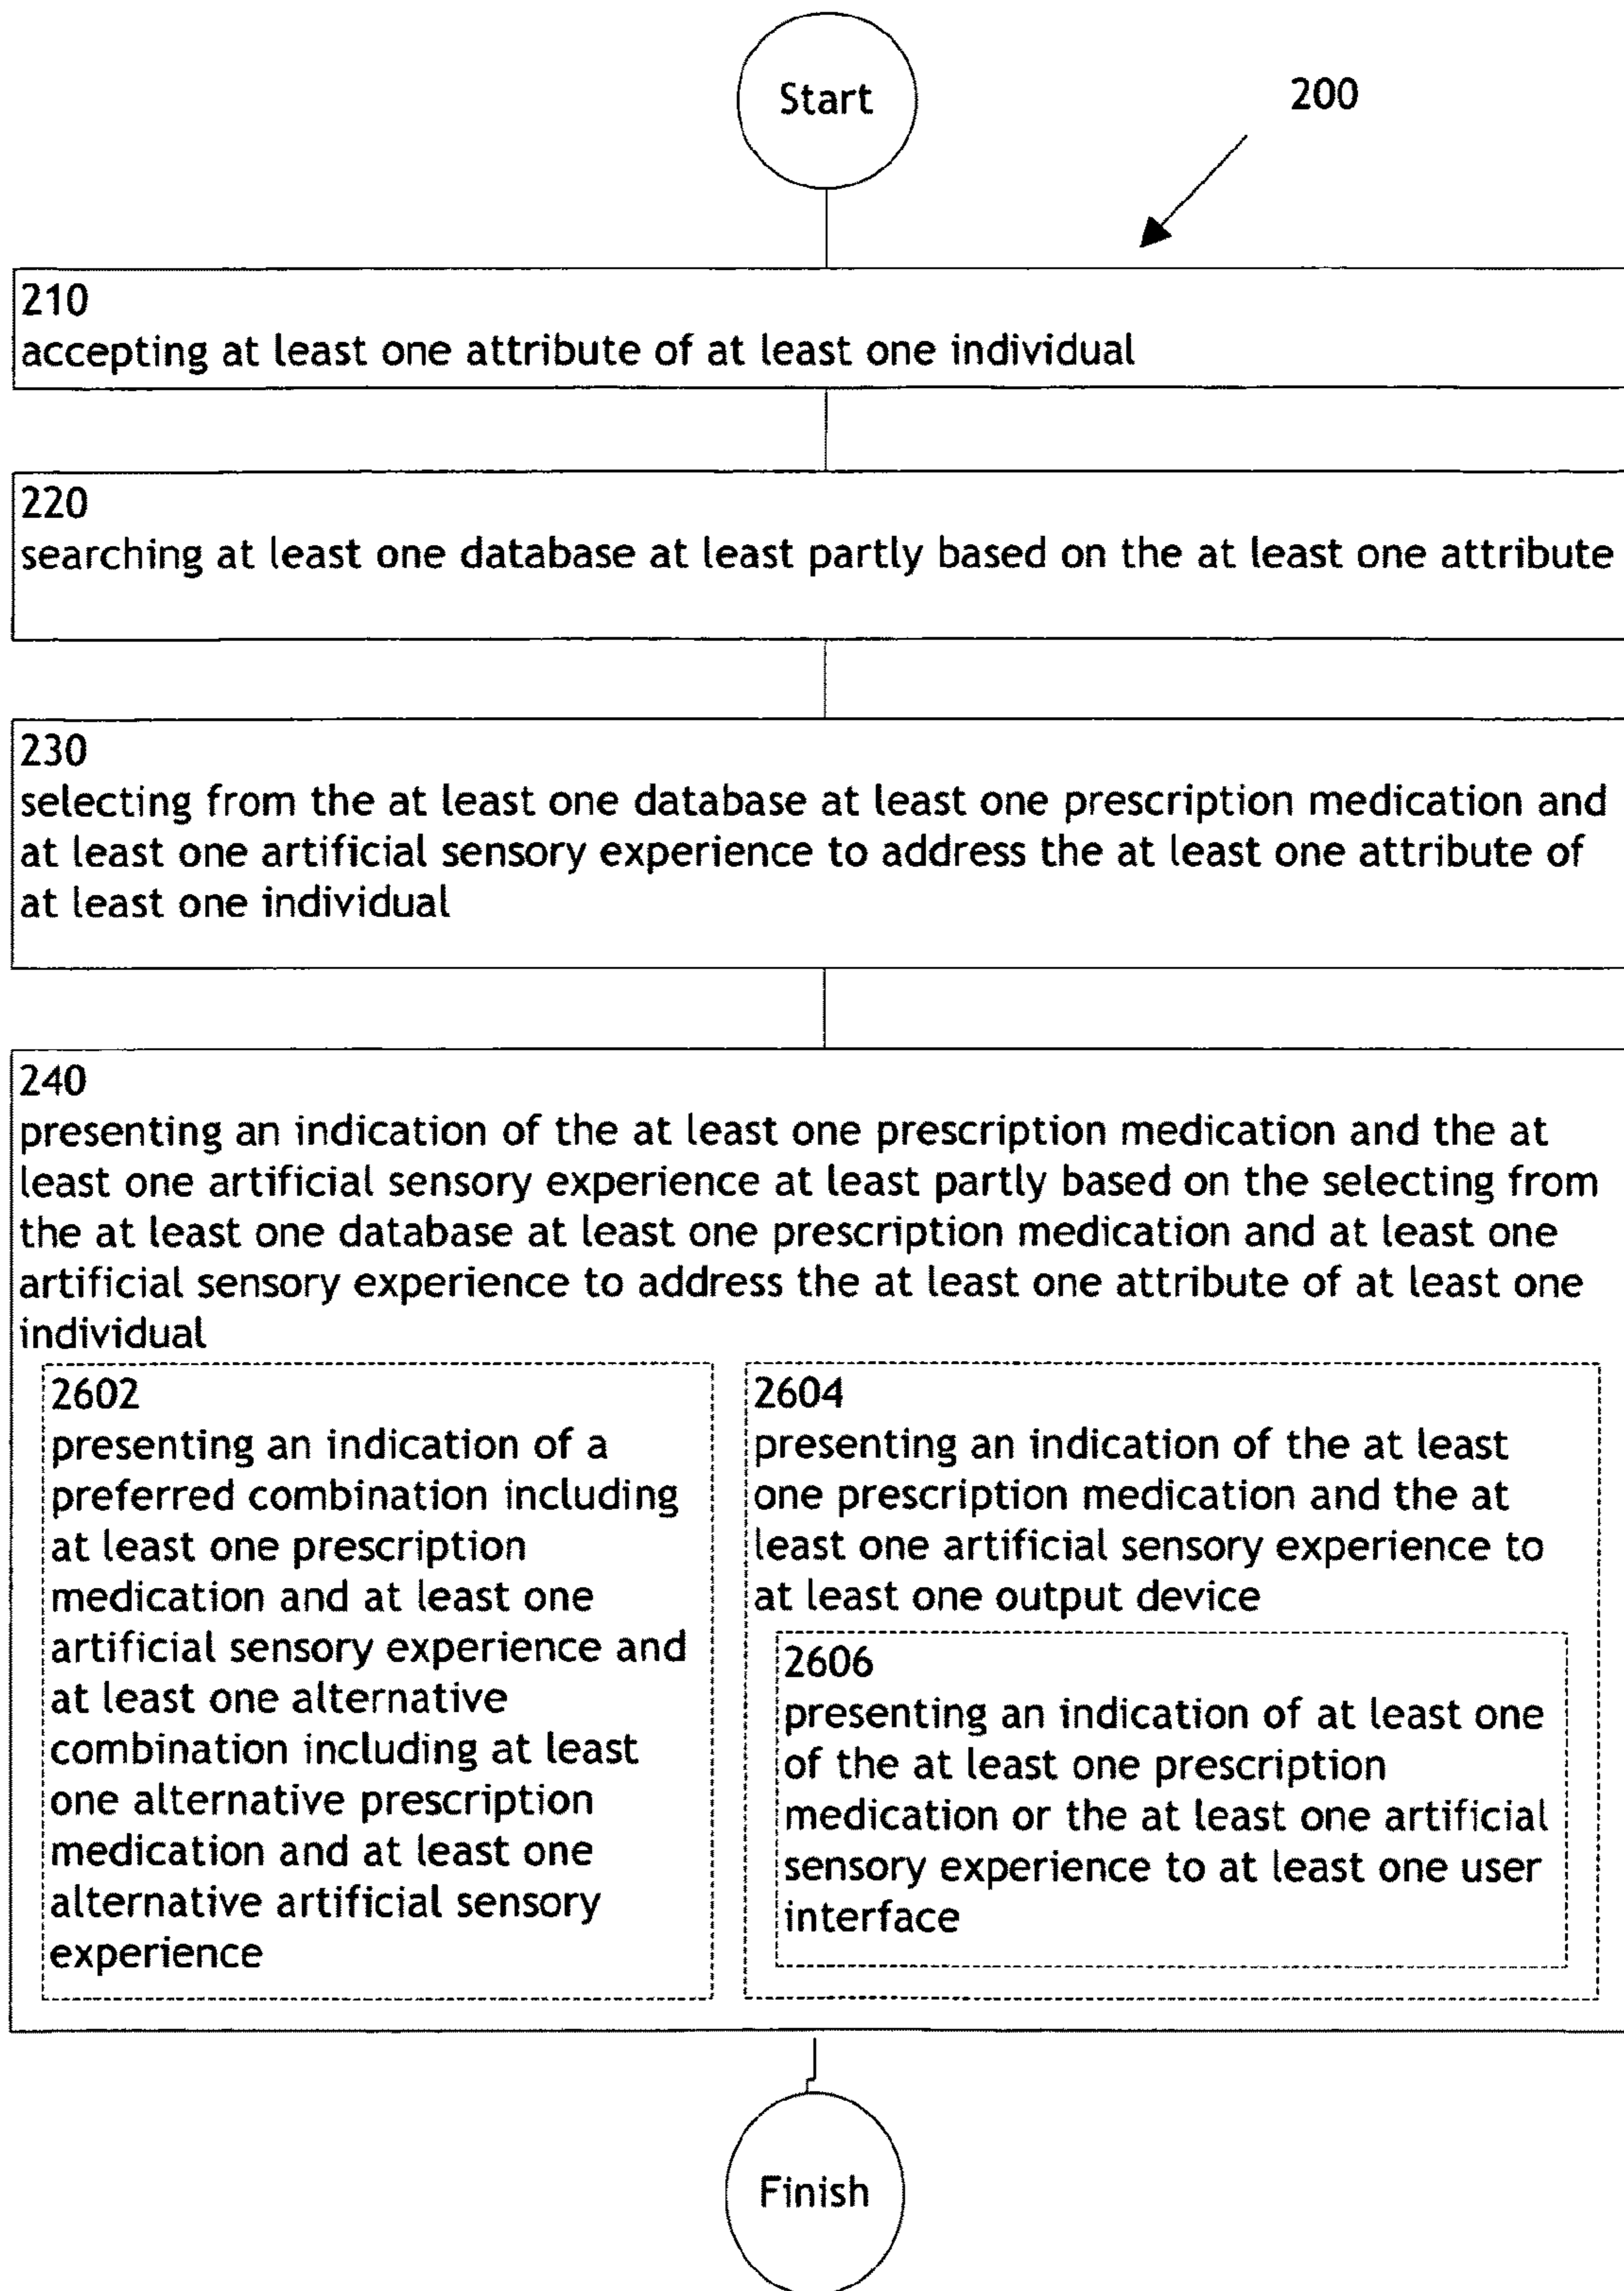 Start
200
210
accepting at least one attribute of at least one individual
220
searching at least one database at least partly based on the at least one attribute
230
selecting from the at least one database at least one prescription medication and
at least one artificial sensory experience to address the at least one attribute of
at least one individual
240
presenting an indication of the at least one prescription medication and the at
least one artificial sensory experience at least partly based on the selecting from
the at least one database at least one prescription medication and at least one
artificial sensory experience to address the at least one attribute of at least one
individual
2602
presenting an indication of a
preferred combination including
at least one prescription
medication and at least one
artificial sensory experience and
at least one alternative
combination including at least
one alternative prescription
medication and at least one
alternative artificial sensory
experience
2604
presenting an indication of the at least
one prescription medication and the at
least one artificial sensory experience to
at least one output device
2606
presenting an indication of at least one
of the at least one prescription
medication or the at least one artificial
sensory experience to at least one user
interface
Finish